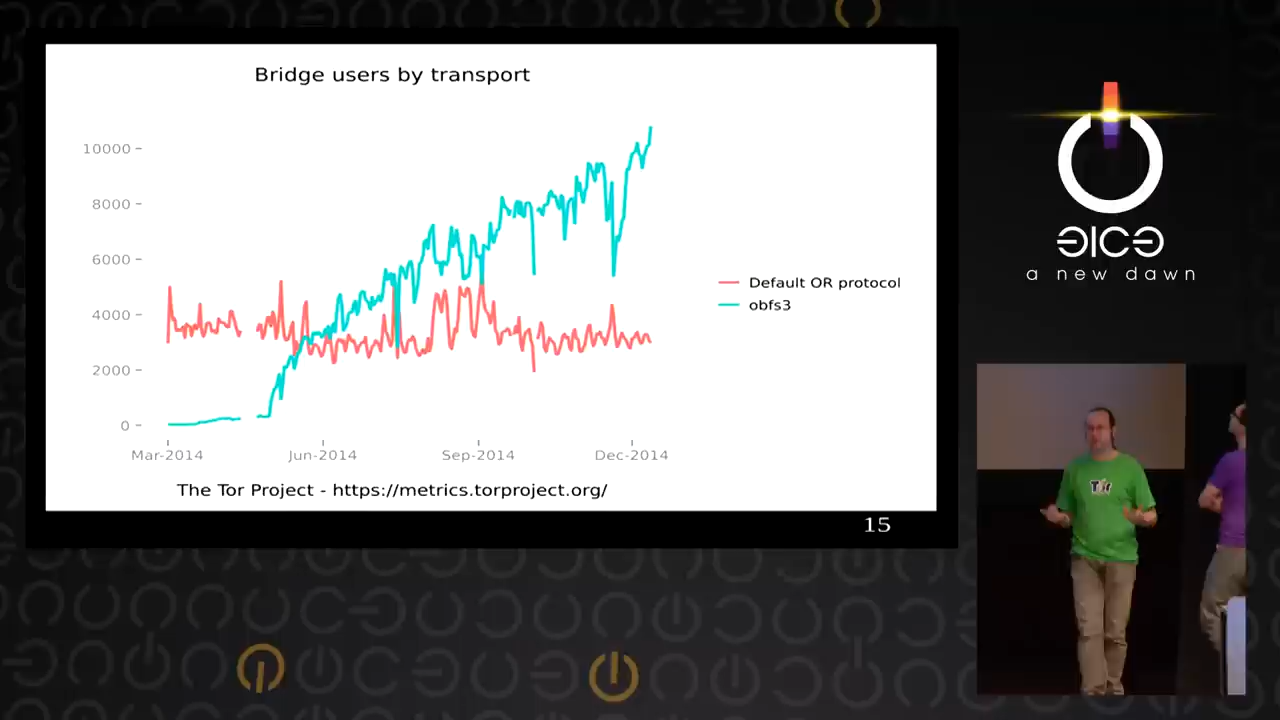 Bridge users by transport
10000
8000
6000
4000
2000
0
Mar-2014
Jun-2014
Sep-2014
Dec-2014
Default OR protocol
obfs3
The Tor Project - https://metrics.torproject.org/
15
a new dawn
Tor